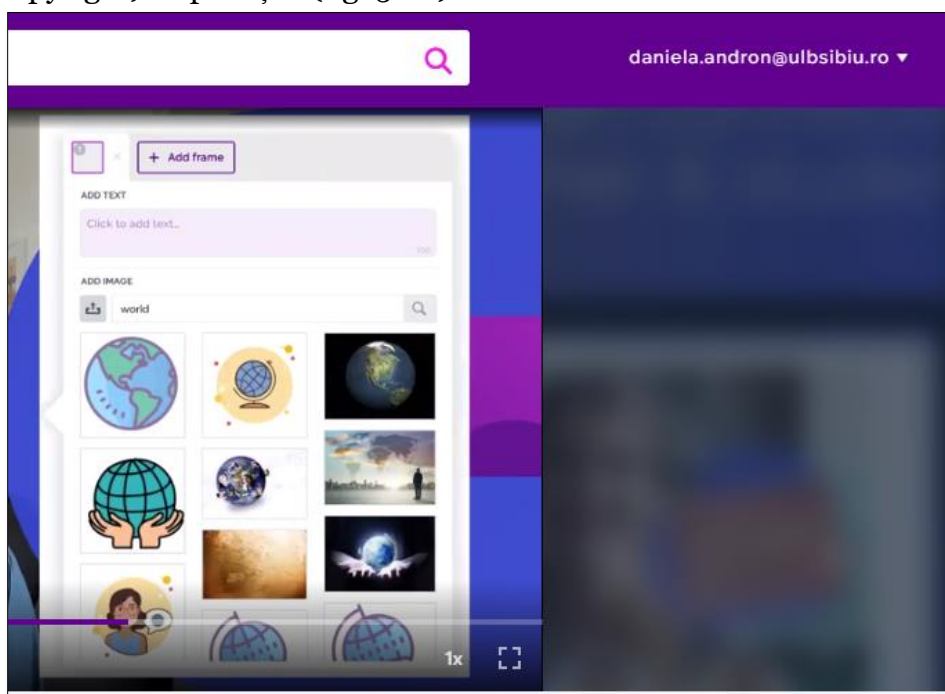 daniela.andron@ulbsibiu.ro
+ Add frame
ADD TEXT
Click to add text...
ADD IMAGE
world
1x